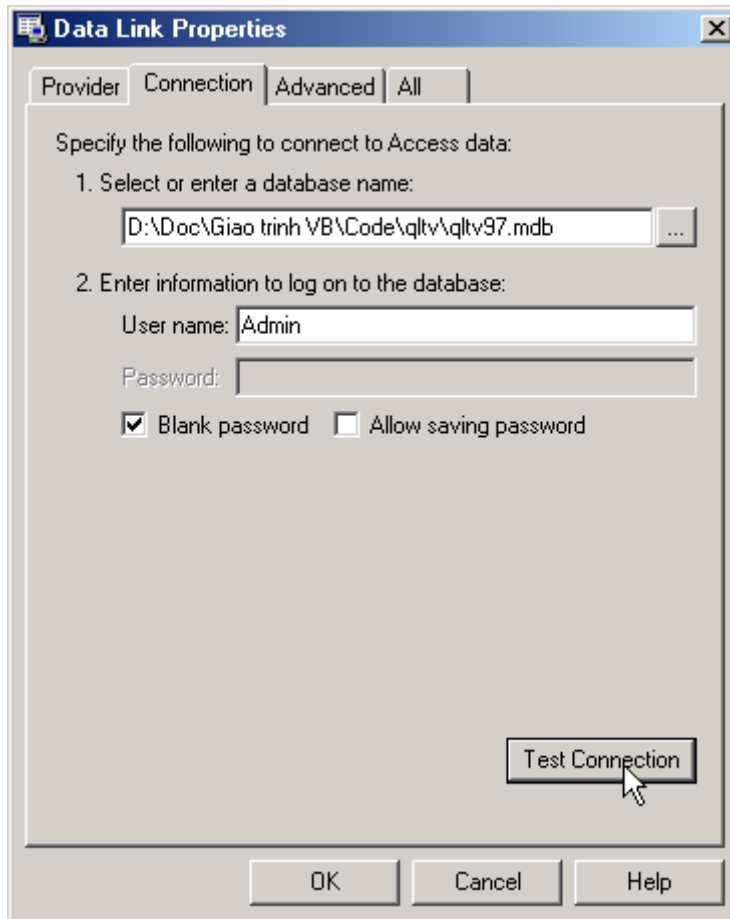 Data Link Properties
Provider Connection Advanced All
Specify the following to connect to Access data:
1. Select or enter a database name:
D:\Doc\Giao trinh VB\Code\qltv\qltv97.mdb ...
2. Enter information to log on to the database:
User name: Admin
Password:
Blank password Allow saving password
Test Connection
OK Cancel Help